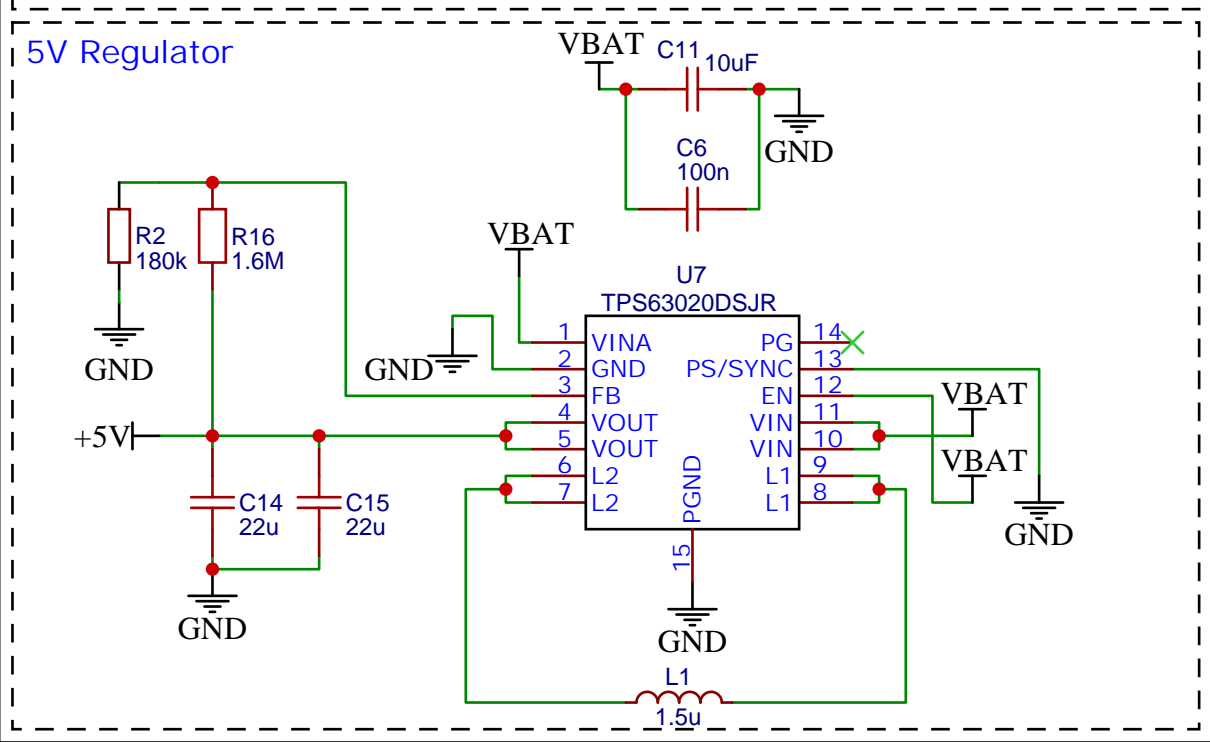 5V Regulator
VBAT
C11
10uF
GND
C6
100n
R2
180k
R16
1.6M
GND
VBAT
GND
U7
TPS63020DSJR
1 VINA
2 GND
3 FB
4 VOUT
5 VOUT
6 L2
7 L2
PG 14
PS/SYNC 13
EN 12
VIN 11
VIN 10
L1 9
L1 8
PGND
15
VBAT
VBAT
GND
+5V
C14
22u
C15
22u
GND
GND
L1
1.5u